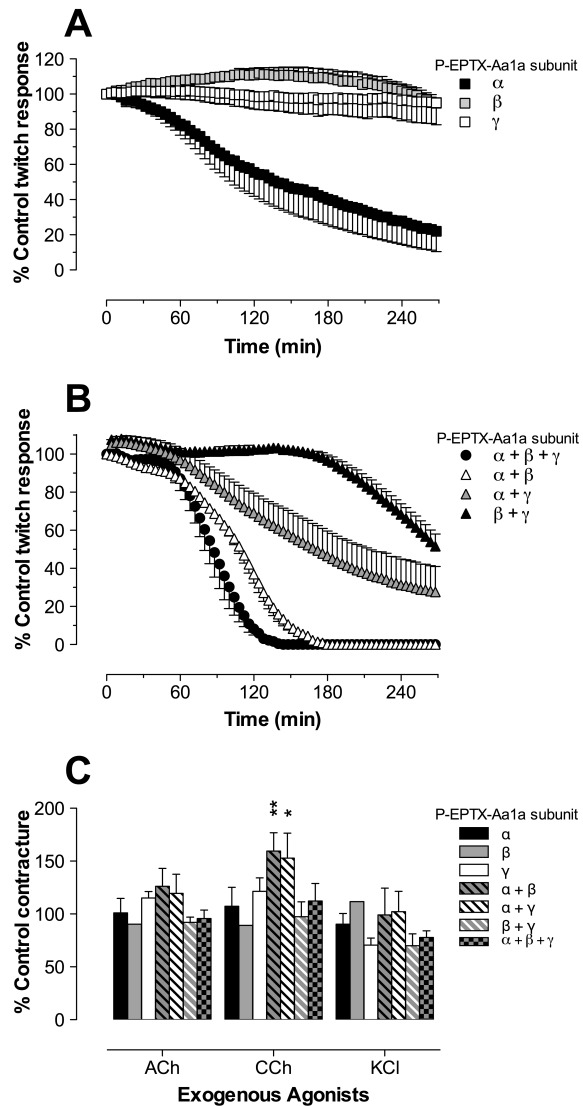 A
% Control twitch response
120
100
80
60
40
20
0
0 60 120 180 240
Time (min)
P-EPTX-Aa1a subunit
α
β
γ
B
% Control twitch response
100
80
60
40
20
0
0 60 120 180 240
Time (min)
P-EPTX-Aa1a subunit
α + β + γ
α + β
α + γ
β + γ
C
% Control contracture
200
150
100
50
0
** *
ACh CCh KCl
Exogenous Agonists
P-EPTX-Aa1a subunit
α
β
γ
α + β
α + γ
β + γ
α + β + γ